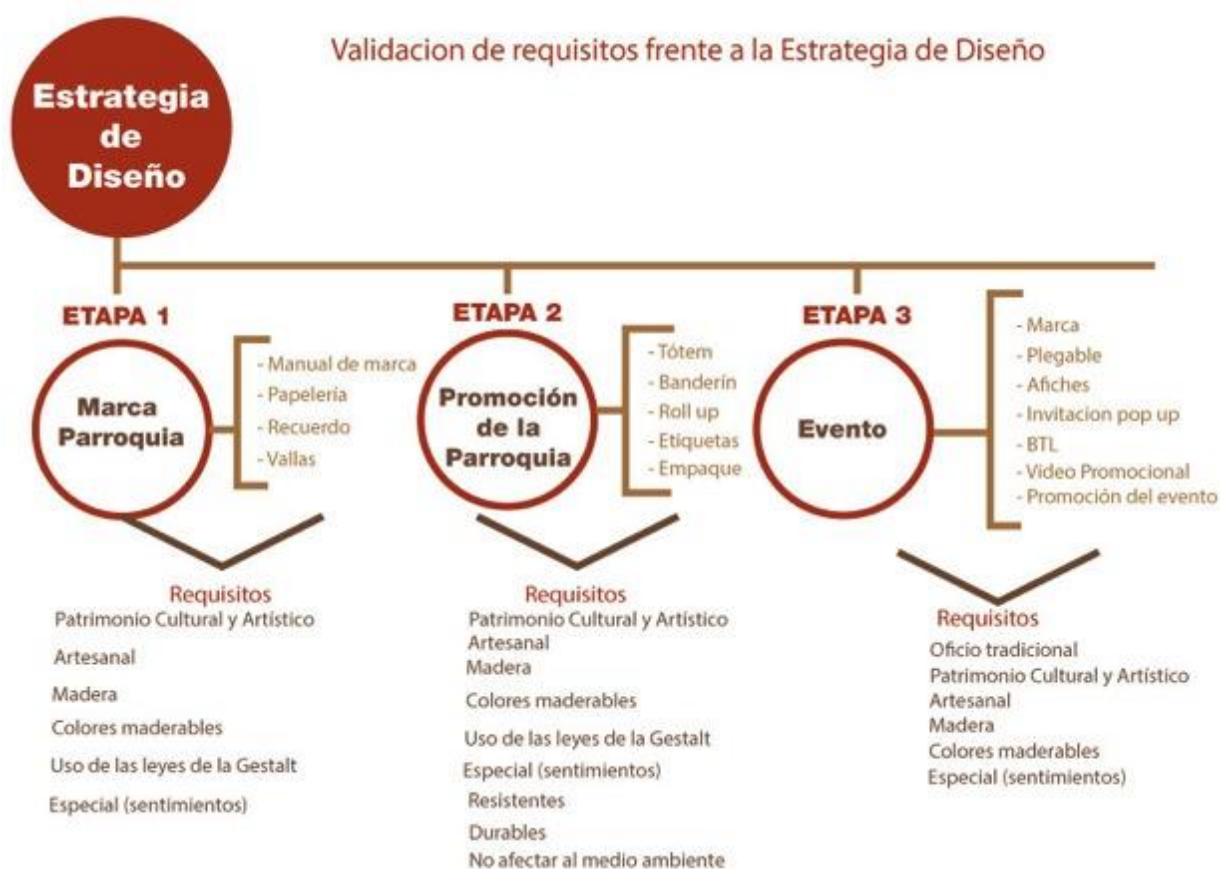 Validacion de requisitos frente a la Estrategia de Diseño
Estrategia
de
Diseño
ETAPA 1
Marca
Parroquia
- Manual de marca
- Papelería
- Recuerdo
- Vallas
Requisitos
Patrimonio Cultural y Artístico
Artesanal
Madera
Colores maderables
Uso de las leyes de la Gestalt
Especial (sentimientos)
ETAPA 2
Promoción
de la
Parroquia
- Tótem
- Banderín
- Roll up
- Etiquetas
- Empaque
Requisitos
Patrimonio Cultural y Artístico
Artesanal
Madera
Colores maderables
Uso de las leyes de la Gestalt
Especial (sentimientos)
Resistentes
Durables
No afectar al medio ambiente
ETAPA 3
Evento
- Marca
- Plegable
- Afiches
- Invitacion pop up
- BTL
- Video Promocional
- Promoción del evento
Requisitos
Oficio tradicional
Patrimonio Cultural y Artístico
Artesanal
Madera
Colores maderables
Especial (sentimientos)